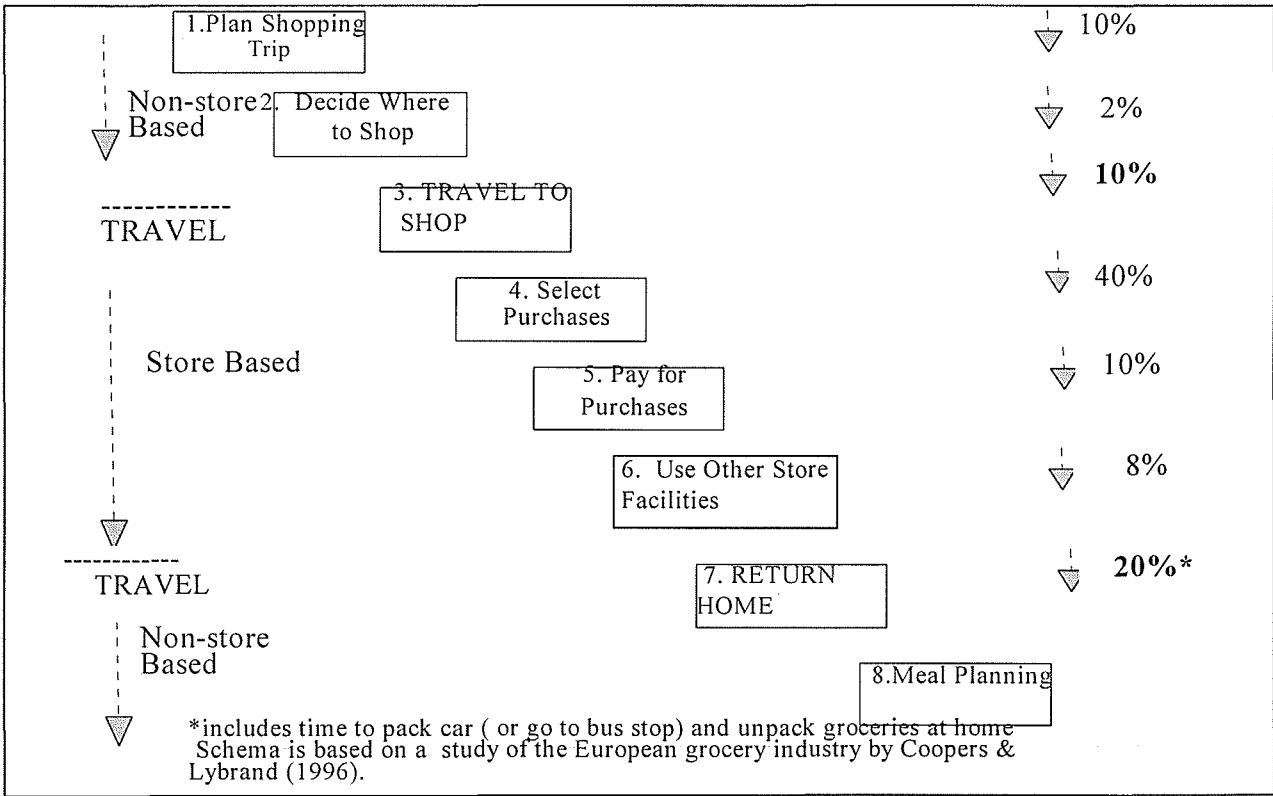 1.Plan Shopping
Trip
10%
Non-store
Based
2. Decide Where
to Shop
2%
10%
3. TRAVEL TO
SHOP
TRAVEL
4. Select
Purchases
40%
Store Based
5. Pay for
Purchases
10%
6. Use Other Store
Facilities
8%
TRAVEL
7. RETURN
HOME
20%*
Non-store
Based
8.Meal Planning
*includes time to pack car ( or go to bus stop) and unpack groceries at home
Schema is based on a study of the European grocery industry by Coopers &
Lybrand (1996).